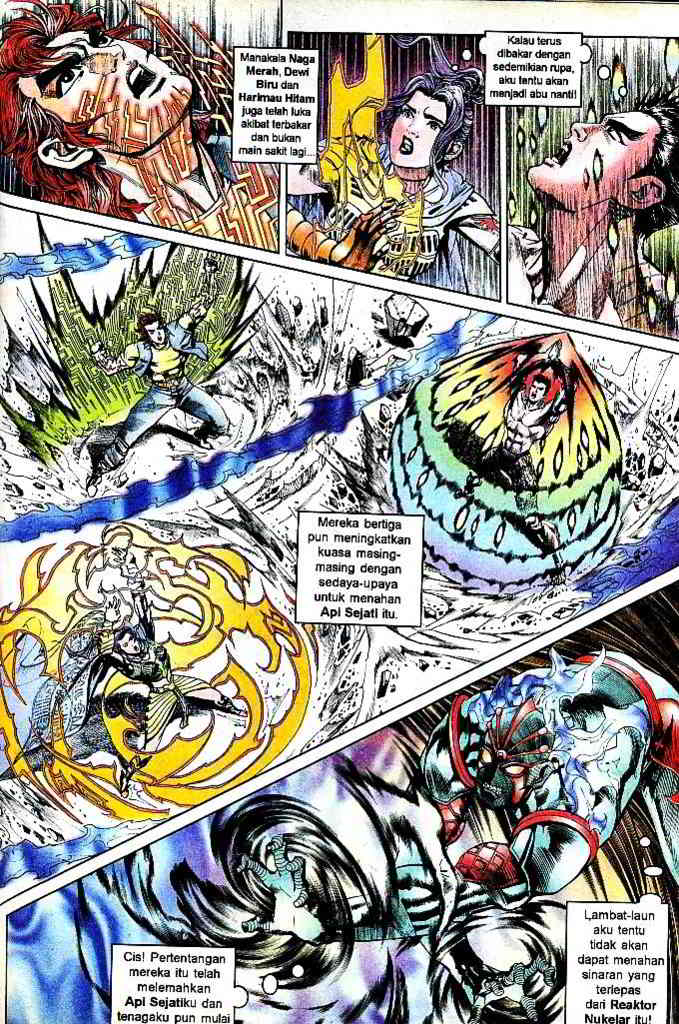 Manakala Naga
Merah, Dewi
Biru dan
Harimau Hitam
juga telah luka
akibat terbakar
dan bukan
main sakit lagi...
Kalau terus
dibakar dengan
sedemikian rupa,
aku tentu akan
menjadi abu nanti!
Mereka bertiga
pun meningkatkan
kuasa masing-
masing dengan
sedaya-upaya
untuk menahan
Api Sejati itu.
Cis! Pertentangan
mereka itu telah
melemahkan
Api Sejatiku dan
tenagaku pun mulai
Lambat-laun
aku tentu
tidak akan
dapat menahan
sinaran yang
terlepas
dari Reaktor
Nukelar itu!